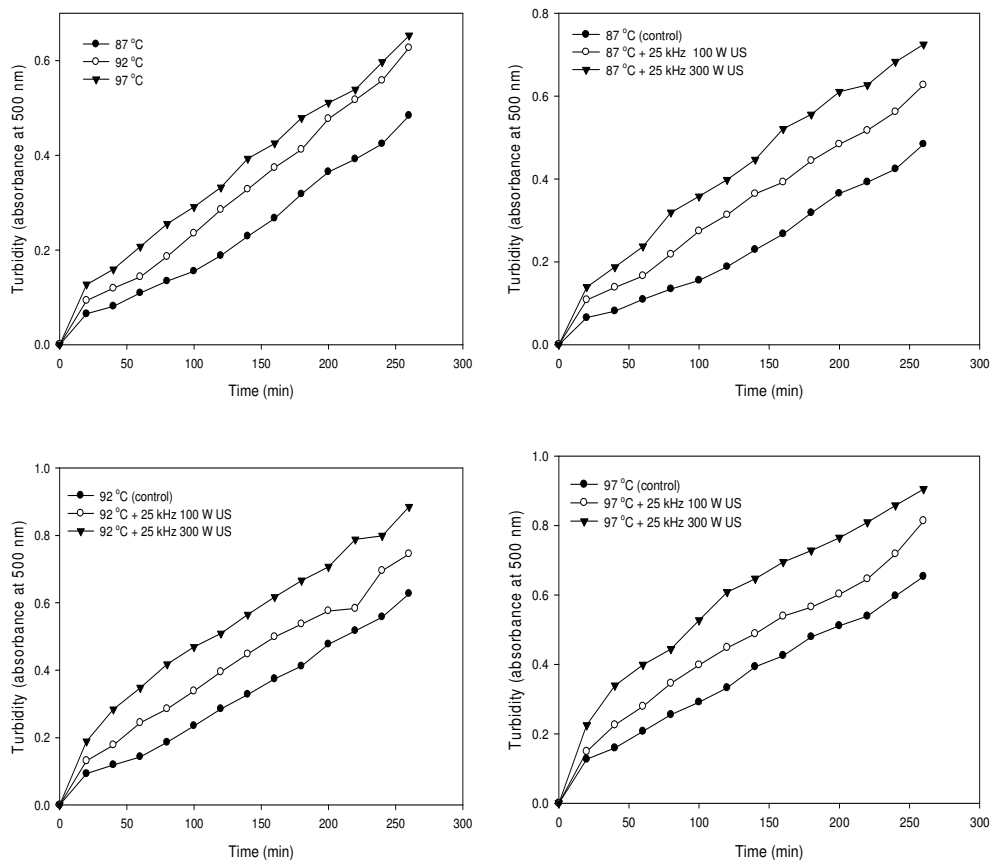 Turbidity (absorbance at 500 nm)
0.6
0.4
0.2
0.0
87 °C
92 °C
97 °C
0 50 100 150 200 250 300
Time (min)
Turbidity (absorbance at 500 nm)
0.8
0.6
0.4
0.2
0.0
87 °C (control)
87 °C + 25 kHz 100 W US
87 °C + 25 kHz 300 W US
0 50 100 150 200 250 300
Time (min)
Turbidity (absorbance at 500 nm)
1.0
0.8
0.6
0.4
0.2
0.0
92 °C (control)
92 °C + 25 kHz 100 W US
92 °C + 25 kHz 300 W US
0 50 100 150 200 250 300
Time (min)
Turbidity (absorbance at 500 nm)
1.0
0.8
0.6
0.4
0.2
0.0
97 °C (control)
97 °C + 25 kHz 100 W US
97 °C + 25 kHz 300 W US
0 50 100 150 200 250 300
Time (min)